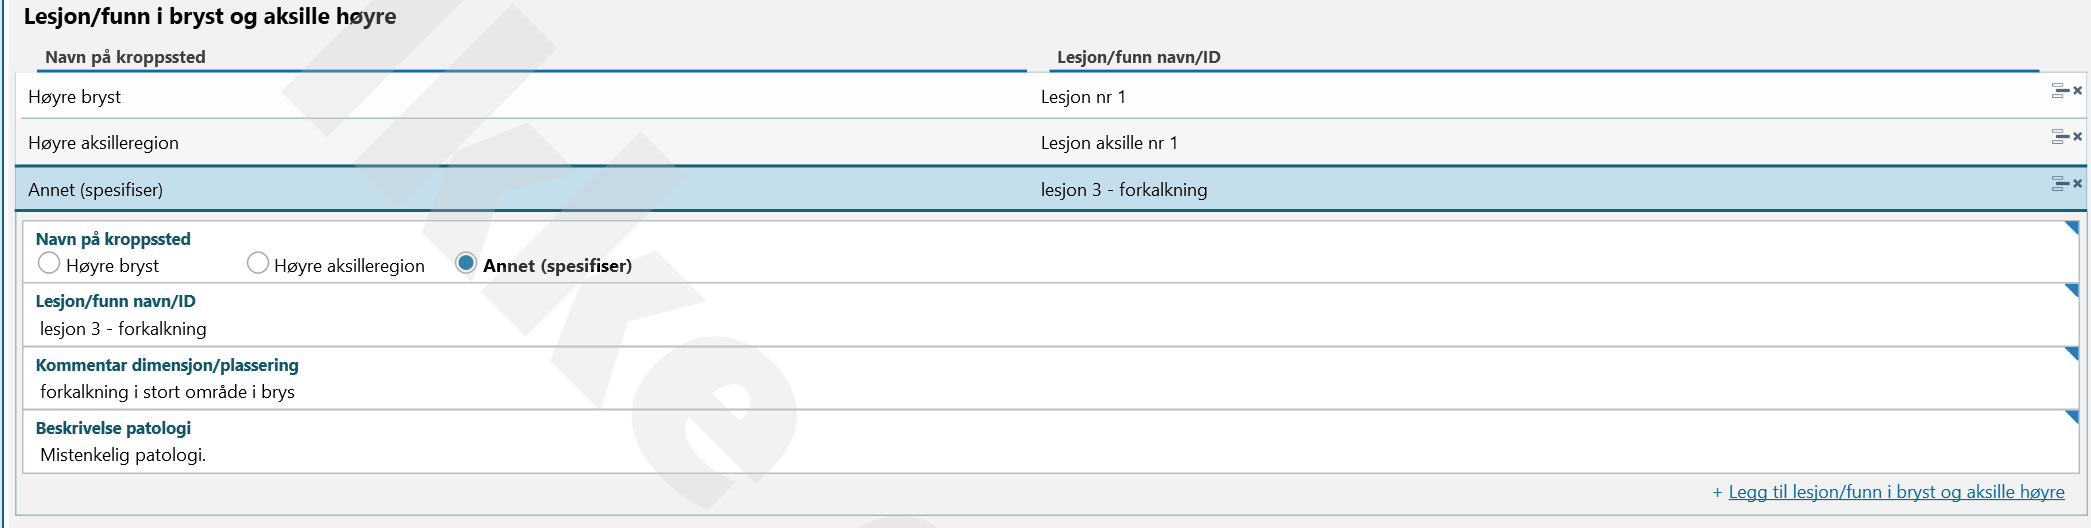 Lesjon/funn i bryst og aksille høyre
Navn på kroppssted Lesjon/funn navn/ID
Høyre bryst Lesjon nr 1
Høyre aksilleregion Lesjon aksille nr 1
Annet (spesifiser) lesjon 3 - forkalkning
Navn på kroppssted
Høyre bryst Høyre aksilleregion Annet (spesifiser)
Lesjon/funn navn/ID
lesjon 3 - forkalkning
Kommentar dimensjon/plassering
forkalkning i stort område i brys
Beskrivelse patologi
Mistenkelig patologi.
+ Legg til lesjon/funn i bryst og aksille høyre
Ikke